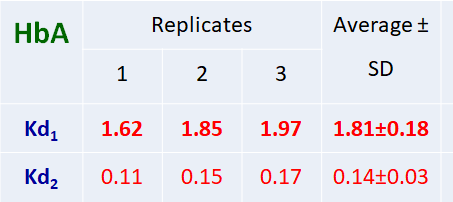 HbA Replicates Average ±
1 2 3 SD
Kd₁ 1.62 1.85 1.97 1.81±0.18
Kd₂ 0.11 0.15 0.17 0.14±0.03